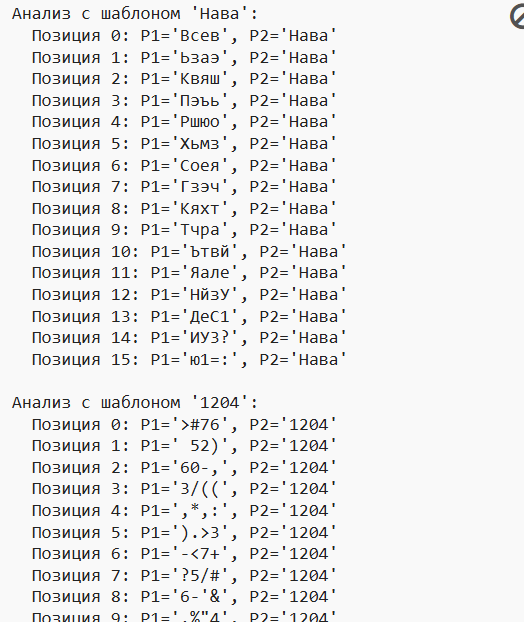 Анализ с шаблоном 'Нава':
Позиция 0: P1='Всев', P2='Нава'
Позиция 1: P1='Ьзаэ', P2='Нава'
Позиция 2: P1='Квяш', P2='Нава'
Позиция 3: P1='Пэъь', P2='Нава'
Позиция 4: P1='Ршюо', P2='Нава'
Позиция 5: P1='Хьмз', P2='Нава'
Позиция 6: P1='Соея', P2='Нава'
Позиция 7: P1='Гзэч', P2='Нава'
Позиция 8: P1='Кяхт', P2='Нава'
Позиция 9: P1='Тчра', P2='Нава'
Позиция 10: P1='Ътвй', P2='Нава'
Позиция 11: P1='Яале', P2='Нава'
Позиция 12: P1='НйзУ', P2='Нава'
Позиция 13: P1='ДеС1', P2='Нава'
Позиция 14: P1='ИУЗ?', P2='Нава'
Позиция 15: P1='ю1=:', P2='Нава'
Анализ с шаблоном '1204':
Позиция 0: P1='>#76', P2='1204'
Позиция 1: P1=' 52)', P2='1204'
Позиция 2: P1='60-,', P2='1204'
Позиция 3: P1='3/((', P2='1204'
Позиция 4: P1=',*,:', P2='1204'
Позиция 5: P1=').>3', P2='1204'
Позиция 6: P1='-<7+', P2='1204'
Позиция 7: P1='?5/#', P2='1204'
Позиция 8: P1='6-'&', P2='1204'
Позиция 9: P1='.%"4', P2='1204'